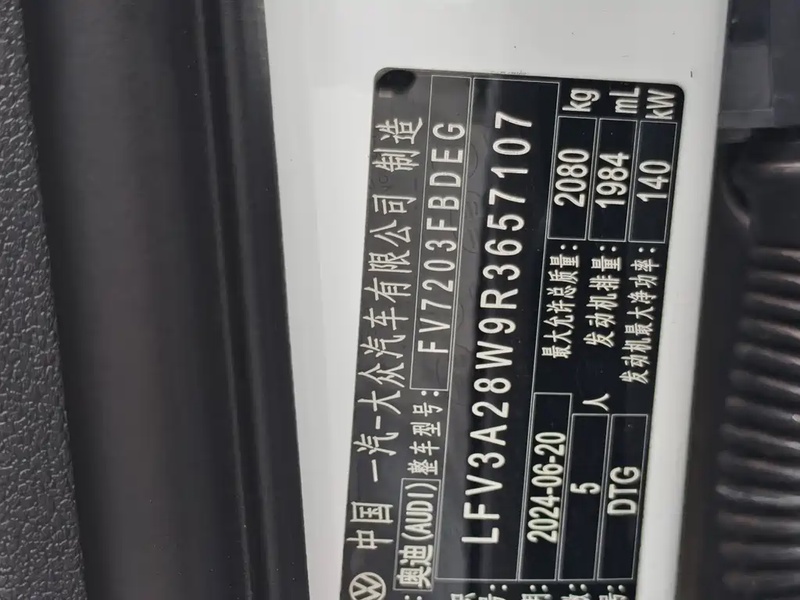 中国 一汽-大众汽车有限公司 制造
奥迪(AUDI) 整车型号: FV7203FBDEG
LFV3A28W9R3657107
2024-06-20 最大允许总质量: 2080 kg
5 人 发动机排量: 1984 mL
DTG 发动机最大净功率: 140 kW